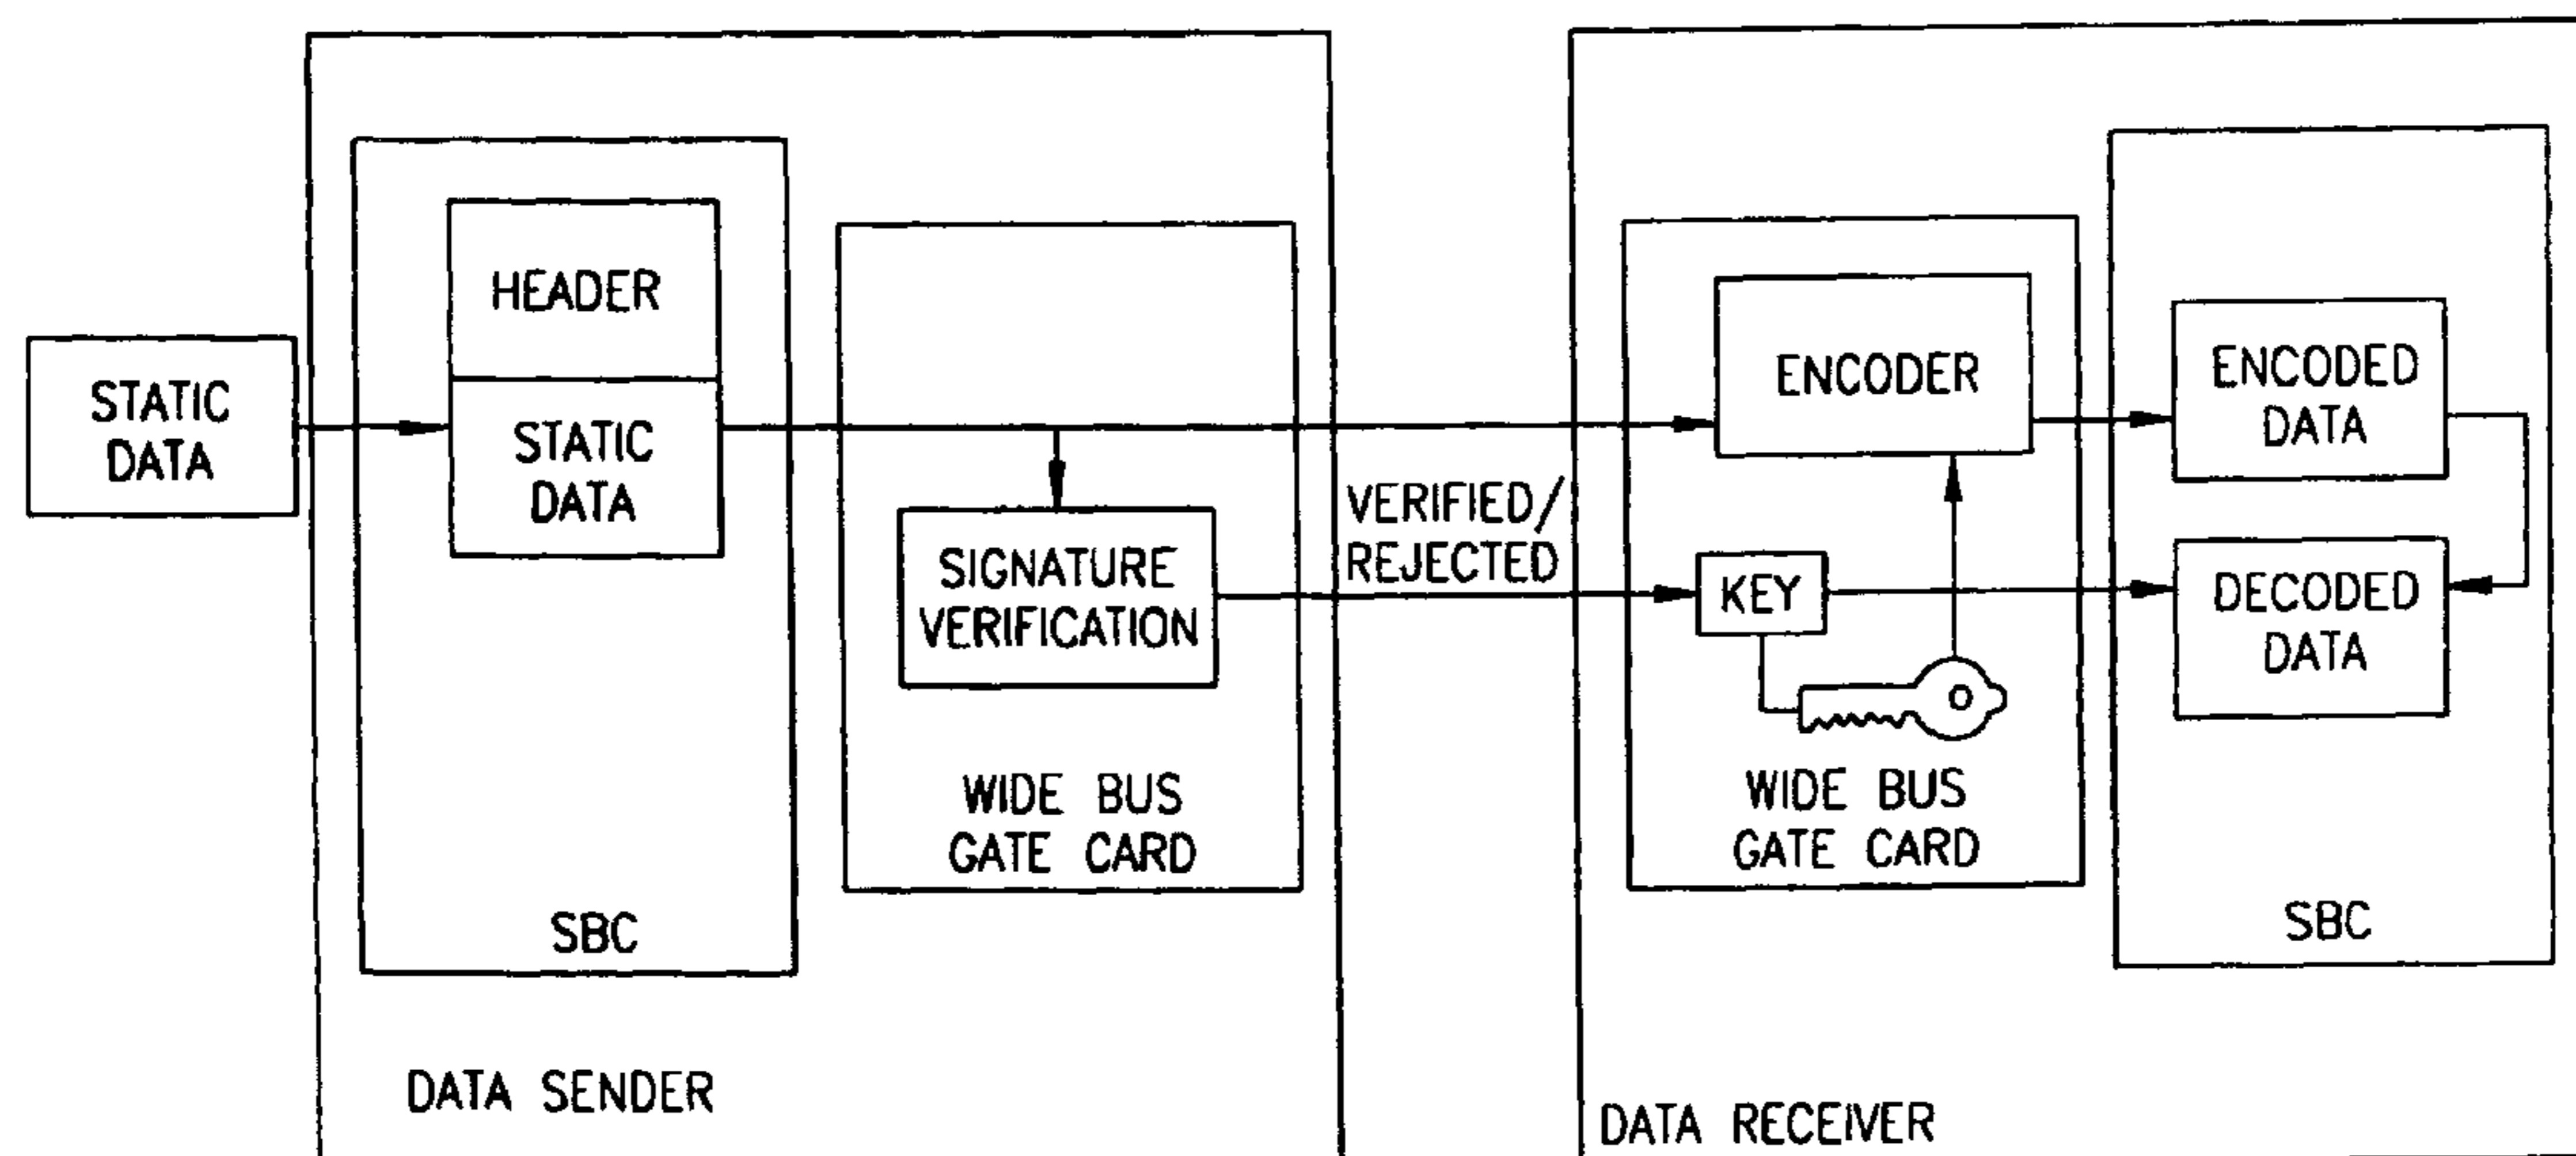 STATIC
DATA
HEADER
STATIC
DATA
SBC
DATA SENDER
SIGNATURE
VERIFICATION
WIDE BUS
GATE CARD
VERIFIED/
REJECTED
ENCODER
KEY
WIDE BUS
GATE CARD
ENCODED
DATA
DECODED
DATA
SBC
DATA RECEIVER